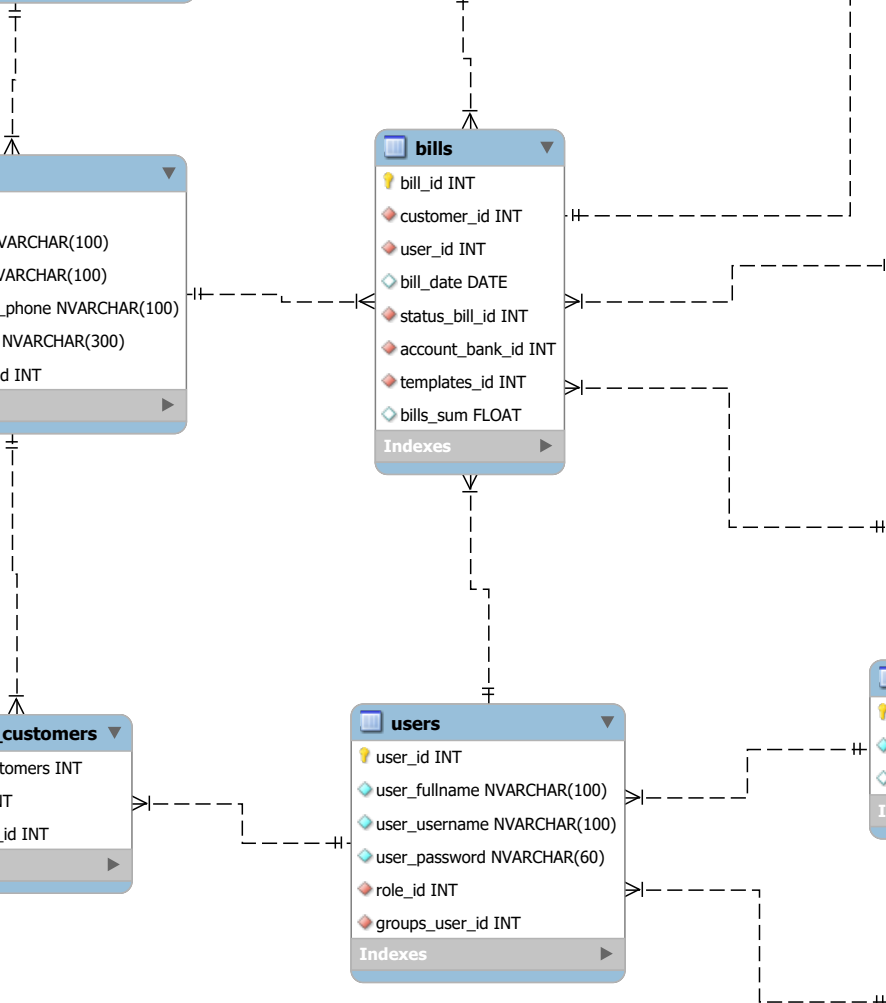 bills
bill_id INT
customer_id INT
user_id INT
bill_date DATE
status_bill_id INT
account_bank_id INT
templates_id INT
bills_sum FLOAT
Indexes
VARCHAR(100)
VARCHAR(100)
_phone NVARCHAR(100)
NVARCHAR(300)
d INT
_customers
tomers INT
_id INT
users
user_id INT
user_fullname NVARCHAR(100)
user_username NVARCHAR(100)
user_password NVARCHAR(60)
role_id INT
groups_user_id INT
Indexes